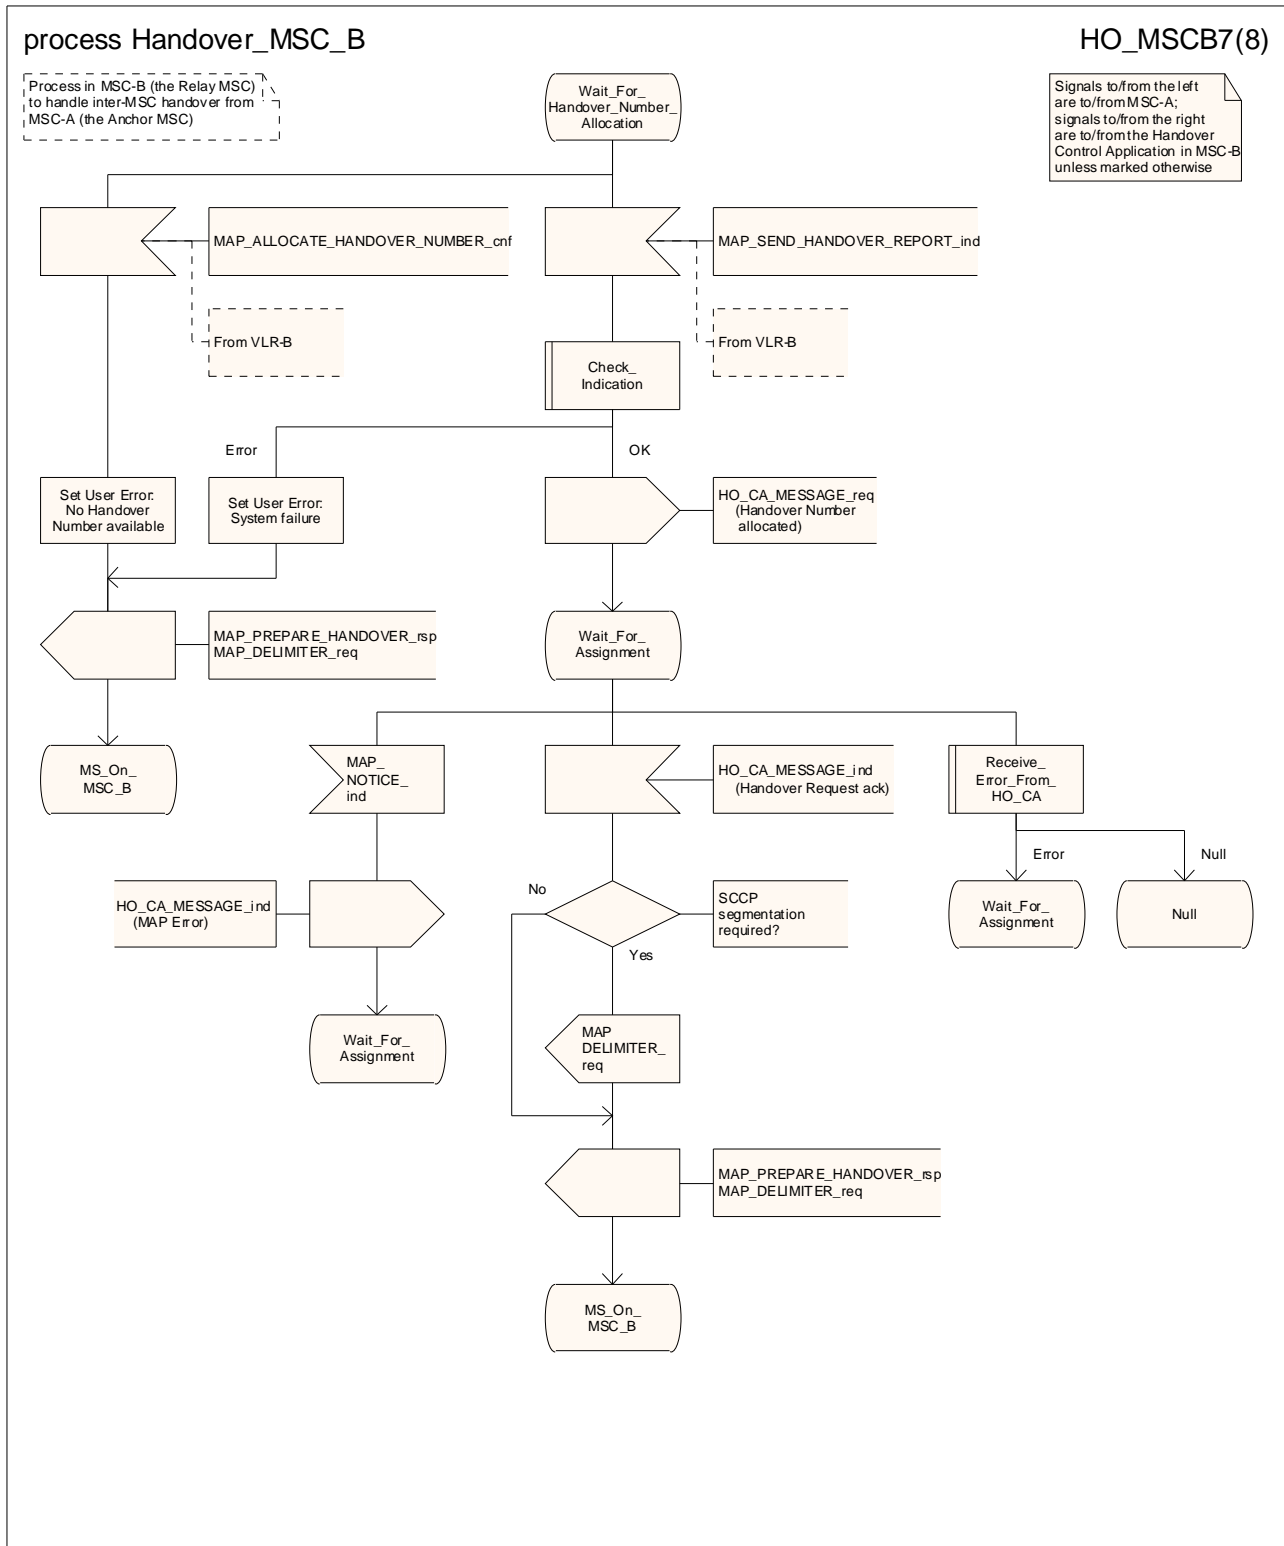 process Handover_MSC_B
HO_MSCB7(8)
Process in MSC-B (the Relay MSC)
to handle inter-MSC handover from
MSC-A (the Anchor MSC)
Wait_For_
Handover_Number_
Allocation
Signals to/from the left
are to/from MSC-A;
signals to/from the right
are to/from the Handover
Control Application in MSC-B
unless marked otherwise
MAP_ALLOCATE_HANDOVER_NUMBER_cnf
MAP_SEND_HANDOVER_REPORT_ind
From VLR-B
From VLR-B
Check_
Indication
Error
OK
Set User Error:
No Handover
Number available
Set User Error:
System failure
HO_CA_MESSAGE_req
(Handover Number
allocated)
MAP_PREPARE_HANDOVER_rsp
MAP_DELIMITER_req
Wait_For_
Assignment
MS_On_
MSC_B
MAP_
NOTICE_
ind
HO_CA_MESSAGE_ind
(Handover Request ack)
Receive_
Error_From_
HO_CA
Error
Null
HO_CA_MESSAGE_ind
(MAP Error)
No
Yes
SCCP
segmentation
required?
Wait_For_
Assignment
Null
Wait_For_
Assignment
MAP
DELIMITER_
req
MAP_PREPARE_HANDOVER_rsp
MAP_DELIMITER_req
MS_On_
MSC_B